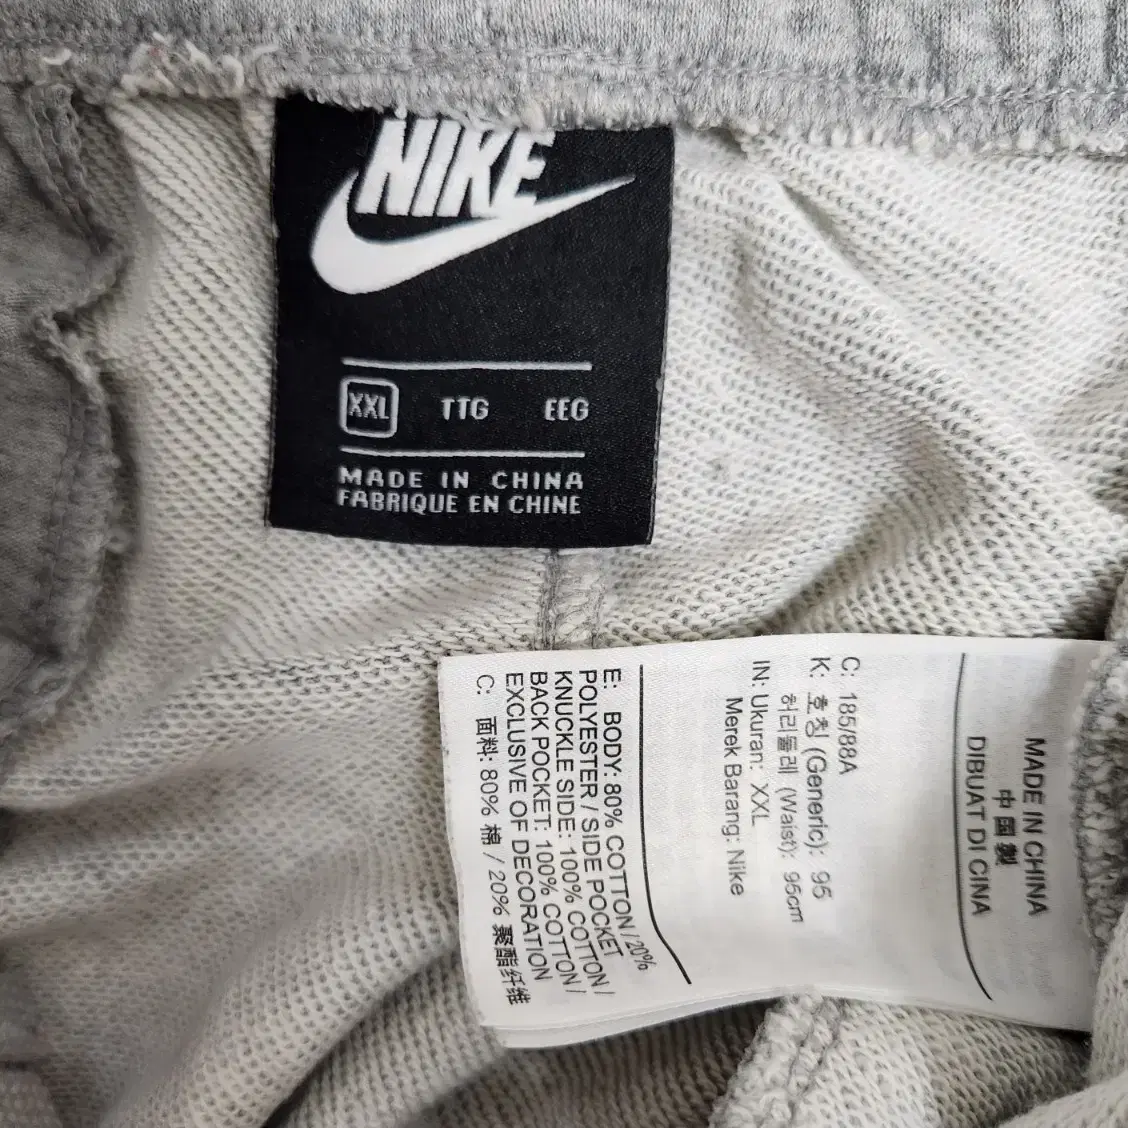 NIKE
XXL TTG EEG
MADE IN CHINA
FABRIQUE EN CHINE
MADE IN CHINA
中国製
DIBUAT DI CINA
C: 185/88A
K: 호칭 (Generic): 95
허리둘레 (Waist): 95cm
IN: Ukuran: XXL
Merek Barang: Nike
E: BODY: 80% COTTON / 20%
POLYESTER / SIDE POCKET
KNUCKLE SIDE: 100% COTTON /
BACK POCKET: 100% COTTON /
EXCLUSIVE OF DECORATION
C: 面料: 80% 棉 / 20% 聚酯纤维